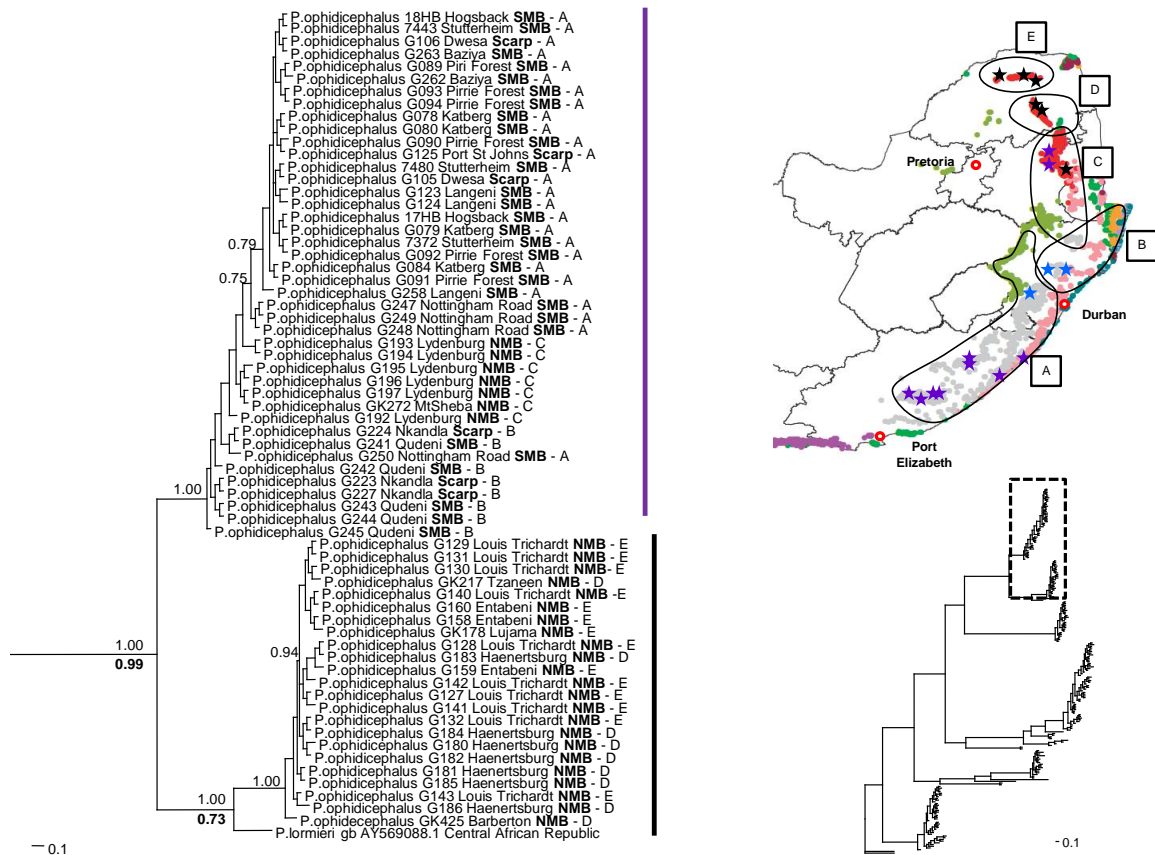 P.ophidicephalus 18HB Hogsback SMB - A
P.ophidicephalus 7443 Stutterheim SMB - A
P.ophidicephalus G106 Dwesa Scarp - A
P.ophidicephalus G263 Baziya SMB - A
P.ophidicephalus G089 Piri Forest SMB - A
P.ophidicephalus G262 Baziya SMB - A
P.ophidicephalus G093 Pirrie Forest SMB - A
P.ophidicephalus G094 Pirrie Forest SMB - A
P.ophidicephalus G078 Katberg SMB - A
P.ophidicephalus G080 Katberg SMB - A
P.ophidicephalus G090 Pirrie Forest SMB - A
P.ophidicephalus G125 Port St Johns Scarp - A
P.ophidicephalus 7480 Stutterheim SMB - A
P.ophidicephalus G105 Dwesa Scarp - A
P.ophidicephalus G123 Langeni SMB - A
P.ophidicephalus G124 Langeni SMB - A
P.ophidicephalus 17HB Hogsback SMB - A
P.ophidicephalus G079 Katberg SMB - A
P.ophidicephalus 7372 Stutterheim SMB - A
P.ophidicephalus G092 Pirrie Forest SMB - A
P.ophidicephalus G084 Katberg SMB - A
P.ophidicephalus G091 Pirrie Forest SMB - A
P.ophidicephalus G258 Langeni SMB - A
P.ophidicephalus G247 Nottingham Road SMB - A
P.ophidicephalus G249 Nottingham Road SMB - A
P.ophidicephalus G248 Nottingham Road SMB - A
P.ophidicephalus G193 Lydenburg NMB - C
P.ophidicephalus G194 Lydenburg NMB - C
P.ophidicephalus G195 Lydenburg NMB - C
P.ophidicephalus G196 Lydenburg NMB - C
P.ophidicephalus G197 Lydenburg NMB - C
P.ophidicephalus GK272 MtSheba NMB - C
P.ophidicephalus G192 Lydenburg NMB - C
P.ophidicephalus G224 Nkandla Scarp - B
P.ophidicephalus G241 Qudeni SMB - B
P.ophidicephalus G250 Nottingham Road SMB - A
P.ophidicephalus G242 Qudeni SMB - B
P.ophidicephalus G223 Nkandla Scarp - B
P.ophidicephalus G227 Nkandla Scarp - B
P.ophidicephalus G243 Qudeni SMB - B
P.ophidicephalus G244 Qudeni SMB - B
P.ophidicephalus G245 Qudeni SMB - B
P.ophidicephalus G129 Louis Trichardt NMB - E
P.ophidicephalus G131 Louis Trichardt NMB - E
P.ophidicephalus G130 Louis Trichardt NMB- E
P.ophidicephalus GK217 Tzaneen NMB - D
P.ophidicephalus G140 Louis Trichardt NMB -E
P.ophidicephalus G160 Entabeni NMB - E
P.ophidicephalus G158 Entabeni NMB - E
P.ophidicephalus GK178 Lujama NMB - E
P.ophidicephalus G128 Louis Trichardt NMB - E
P.ophidicephalus G183 Haenertsburg NMB - D
P.ophidicephalus G159 Entabeni NMB - E
P.ophidicephalus G142 Louis Trichardt NMB - E
P.ophidicephalus G127 Louis Trichardt NMB - E
P.ophidicephalus G141 Louis Trichardt NMB - E
P.ophidicephalus G132 Louis Trichardt NMB - E
P.ophidicephalus G184 Haenertsburg NMB - D
P.ophidicephalus G180 Haenertsburg NMB - D
P.ophidicephalus G182 Haenertsburg NMB - D
P.ophidicephalus G181 Haenertsburg NMB - D
P.ophidicephalus G185 Haenertsburg NMB - D
P.ophidicephalus G143 Louis Trichardt NMB - E
P.ophidicephalus G186 Haenertsburg NMB - D
P.ophidecephalus GK425 Barberton NMB - D
P.lormieri gb AY569088.1 Central African Republic
0.79
0.75
1.00
1.00
0.99
0.94
1.00
1.00
0.73
0.1
E
D
C
B
A
Pretoria
Durban
Port
Elizabeth
0.1